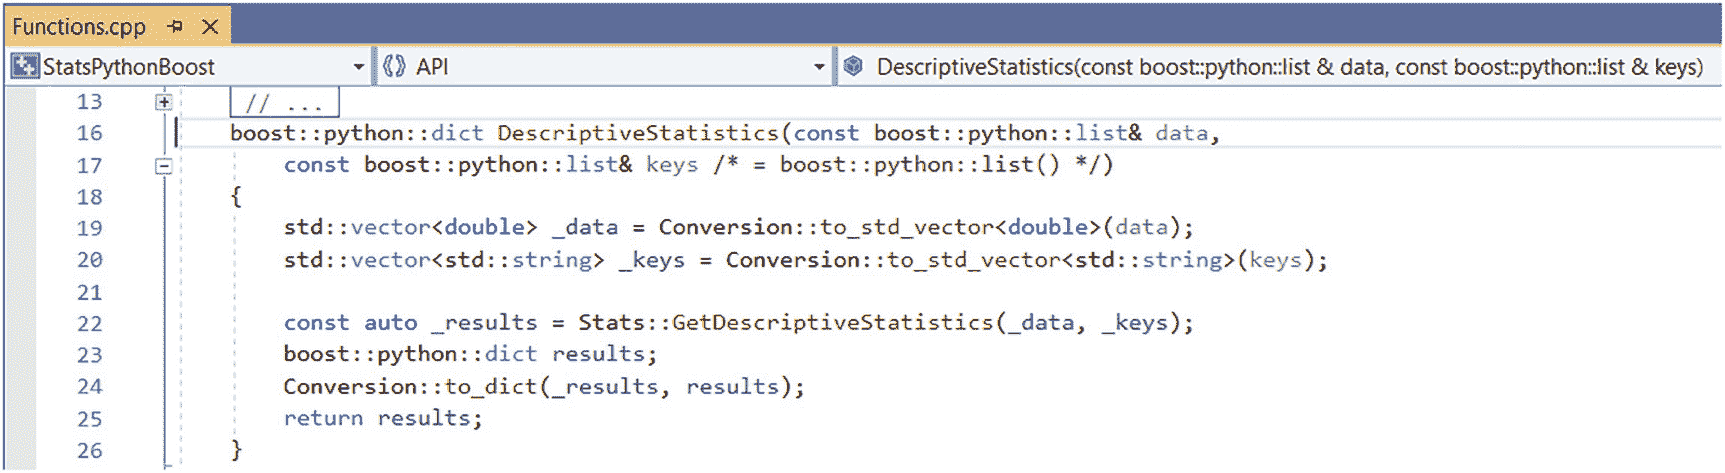 Functions.cpp
StatsPythonBoost API DescriptiveStatistics(const boost::python::list & data, const boost::python::list & keys)
13 // ...
16 boost::python::dict DescriptiveStatistics(const boost::python::list& data,
17 const boost::python::list& keys /* = boost::python::list() */)
18 {
19 std::vector<double> _data = Conversion::to_std_vector<double>(data);
20 std::vector<std::string> _keys = Conversion::to_std_vector<std::string>(keys);
21
22 const auto _results = Stats::GetDescriptiveStatistics(_data, _keys);
23 boost::python::dict results;
24 Conversion::to_dict(_results, results);
25 return results;
26 }